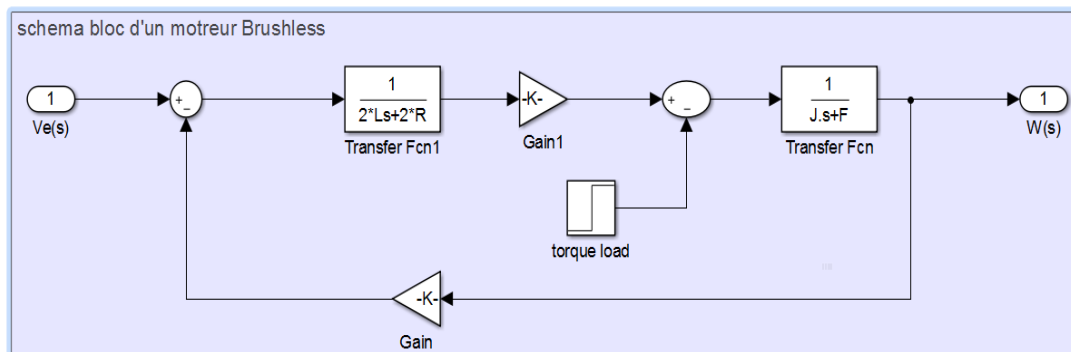 schema bloc d'un motreur Brushless
1
Ve(s)
+
_
1
2*Ls+2*R
Transfer Fcn1
-K-
Gain1
+
_
1
J.s+F
Transfer Fcn
1
W(s)
torque load
-K-
Gain